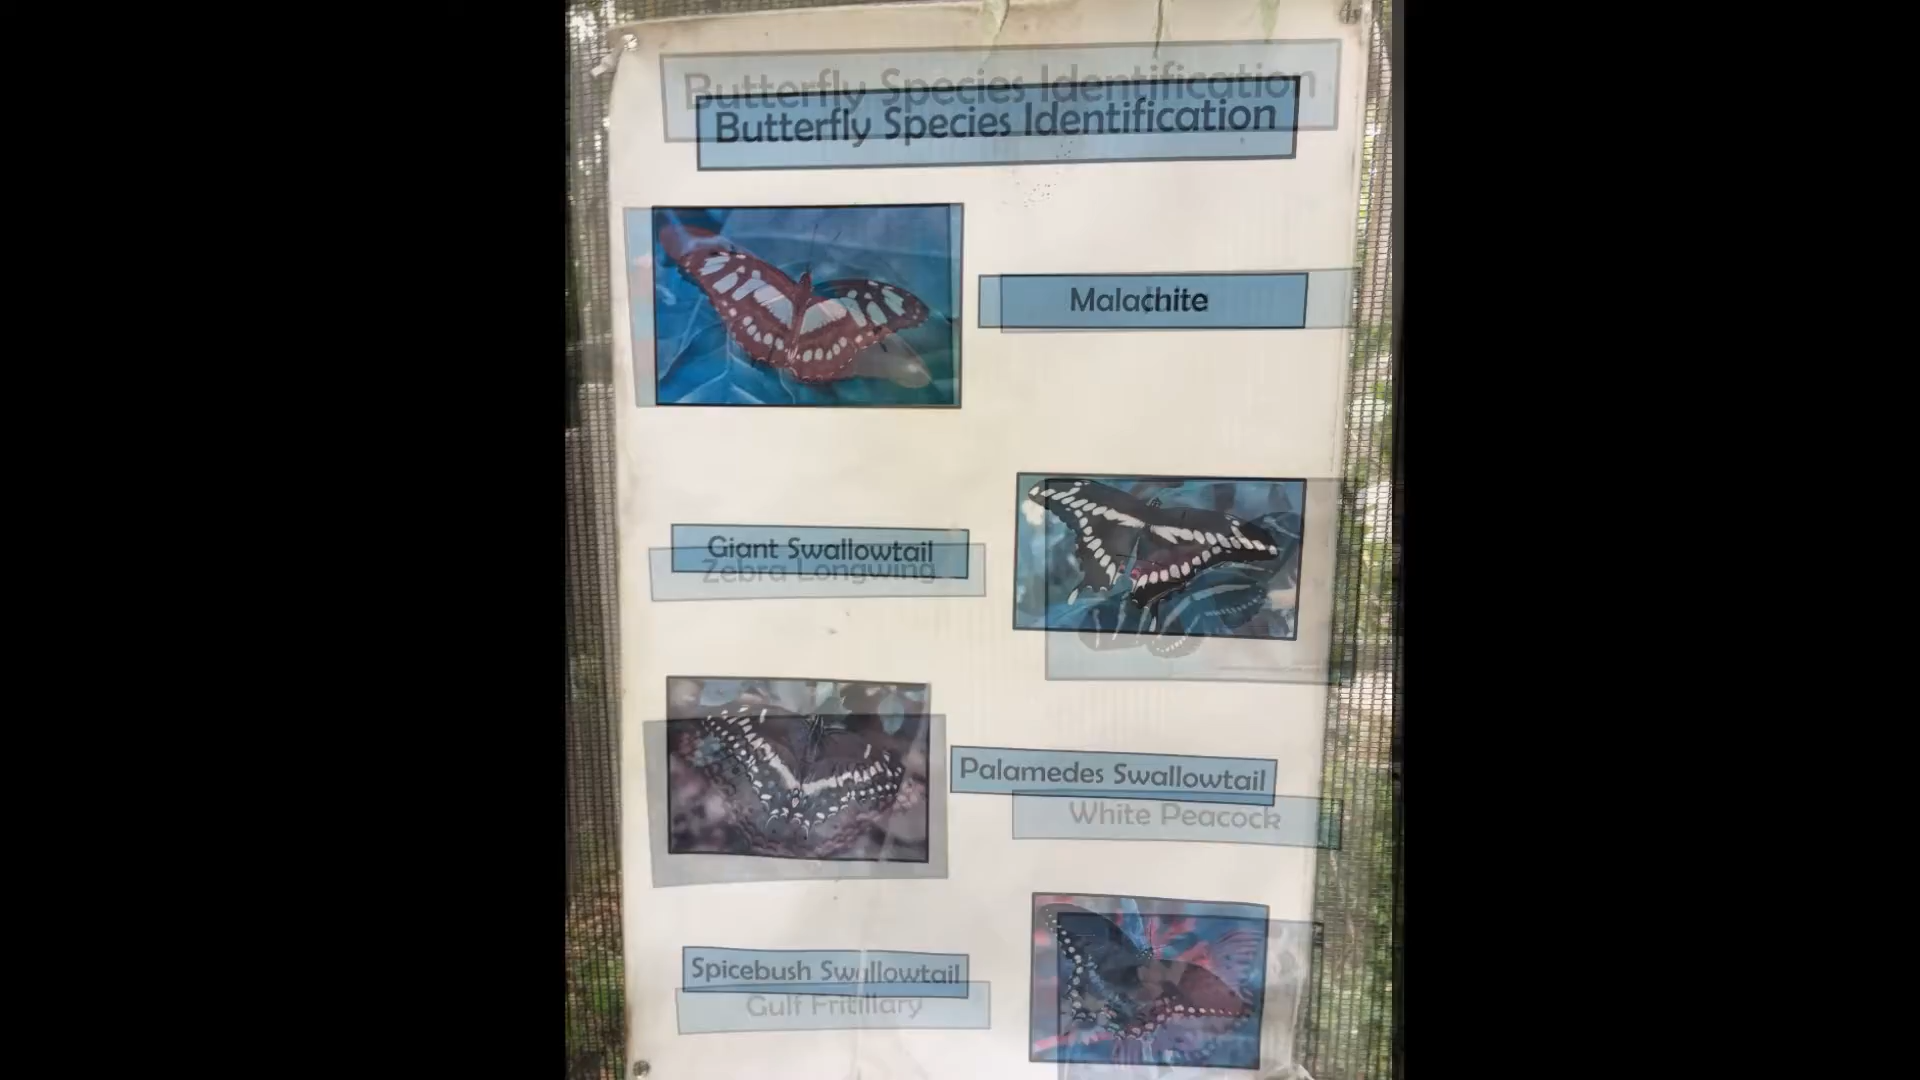 Butterfly Species Identification
Butterfly Species Identification
Malachite
Giant Swallowtail
Zebra Longwing
Palamedes Swallowtail
White Peacock
Spicebush Swallowtail
Gulf Fritillary